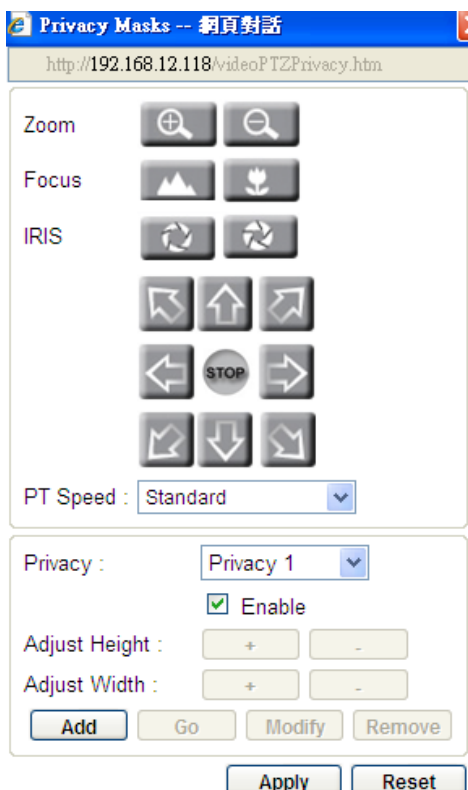 Privacy Masks -- 網頁對話
http://192.168.12.118/videoPTZPrivacy.htm
Zoom
Focus
IRIS
STOP
PT Speed : Standard
Privacy : Privacy 1
Enable
Adjust Height : + -
Adjust Width : + -
Add Go Modify Remove
Apply Reset